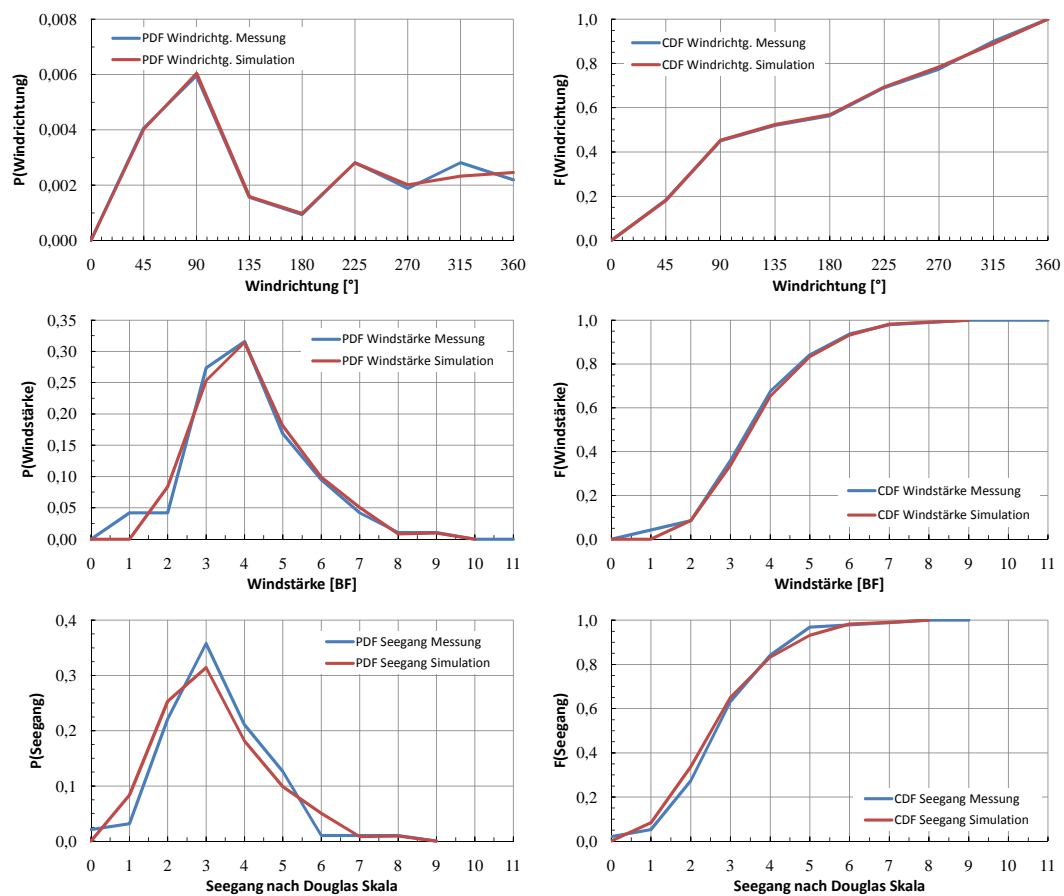 0,008
0,006
0,004
0,002
0,000
P(Windrichtung)
PDF Windrichtg. Messung
PDF Windrichtg. Simulation
0 45 90 135 180 225 270 315 360
Windrichtung [°]
1,0
0,8
0,6
0,4
0,2
0,0
F(Windrichtung)
CDF Windrichtg. Messung
CDF Windrichtg. Simulation
0 45 90 135 180 225 270 315 360
Windrichtung [°]
0,35
0,30
0,25
0,20
0,15
0,10
0,05
0,00
P(Windstärke)
PDF Windstärke Messung
PDF Windstärke Simulation
0 1 2 3 4 5 6 7 8 9 10 11
Windstärke [BF]
1,0
0,8
0,6
0,4
0,2
0,0
F(Windstärke)
CDF Windstärke Messung
CDF Windstärke Simulation
0 1 2 3 4 5 6 7 8 9 10 11
Windstärke [BF]
0,4
0,3
0,2
0,1
0,0
P(Seegang)
PDF Seegang Messung
PDF Seegang Simulation
0 1 2 3 4 5 6 7 8 9 10 11
Seegang nach Douglas Skala
1,0
0,8
0,6
0,4
0,2
0,0
F(Seegang)
CDF Seegang Messung
CDF Seegang Simulation
0 1 2 3 4 5 6 7 8 9 10 11
Seegang nach Douglas Skala